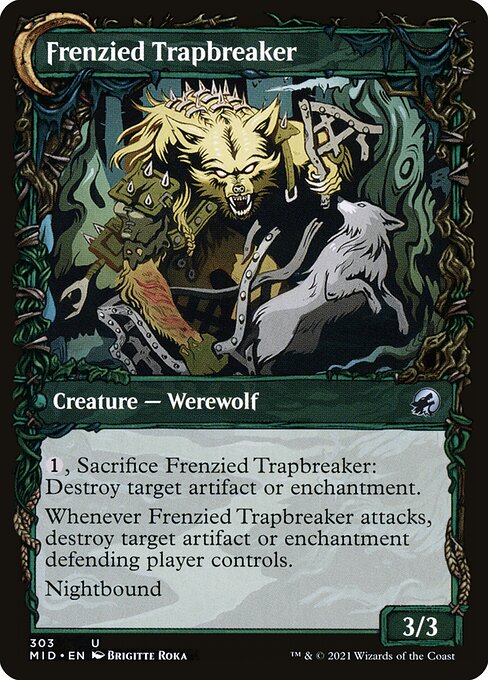 Frenzied Trapbreaker
Creature — Werewolf
1, Sacrifice Frenzied Trapbreaker:
Destroy target artifact or enchantment.
Whenever Frenzied Trapbreaker attacks,
destroy target artifact or enchantment
defending player controls.
Nightbound
3/3
303 U
MID • EN Brigitte Roka
™ & © 2021 Wizards of the Coast